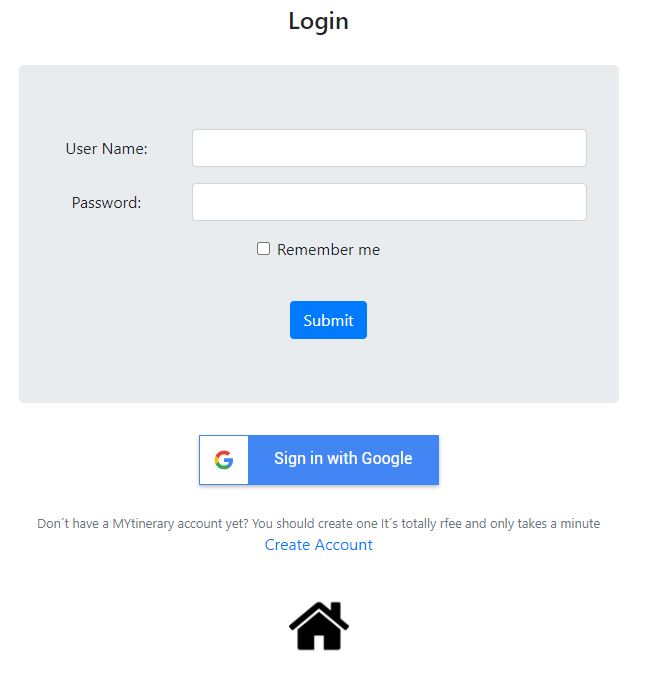 Login
User Name:
Password:
Remember me
Submit
Sign in with Google
Don´t have a MYtinerary account yet? You should create one It´s totally rfee and only takes a minute
Create Account